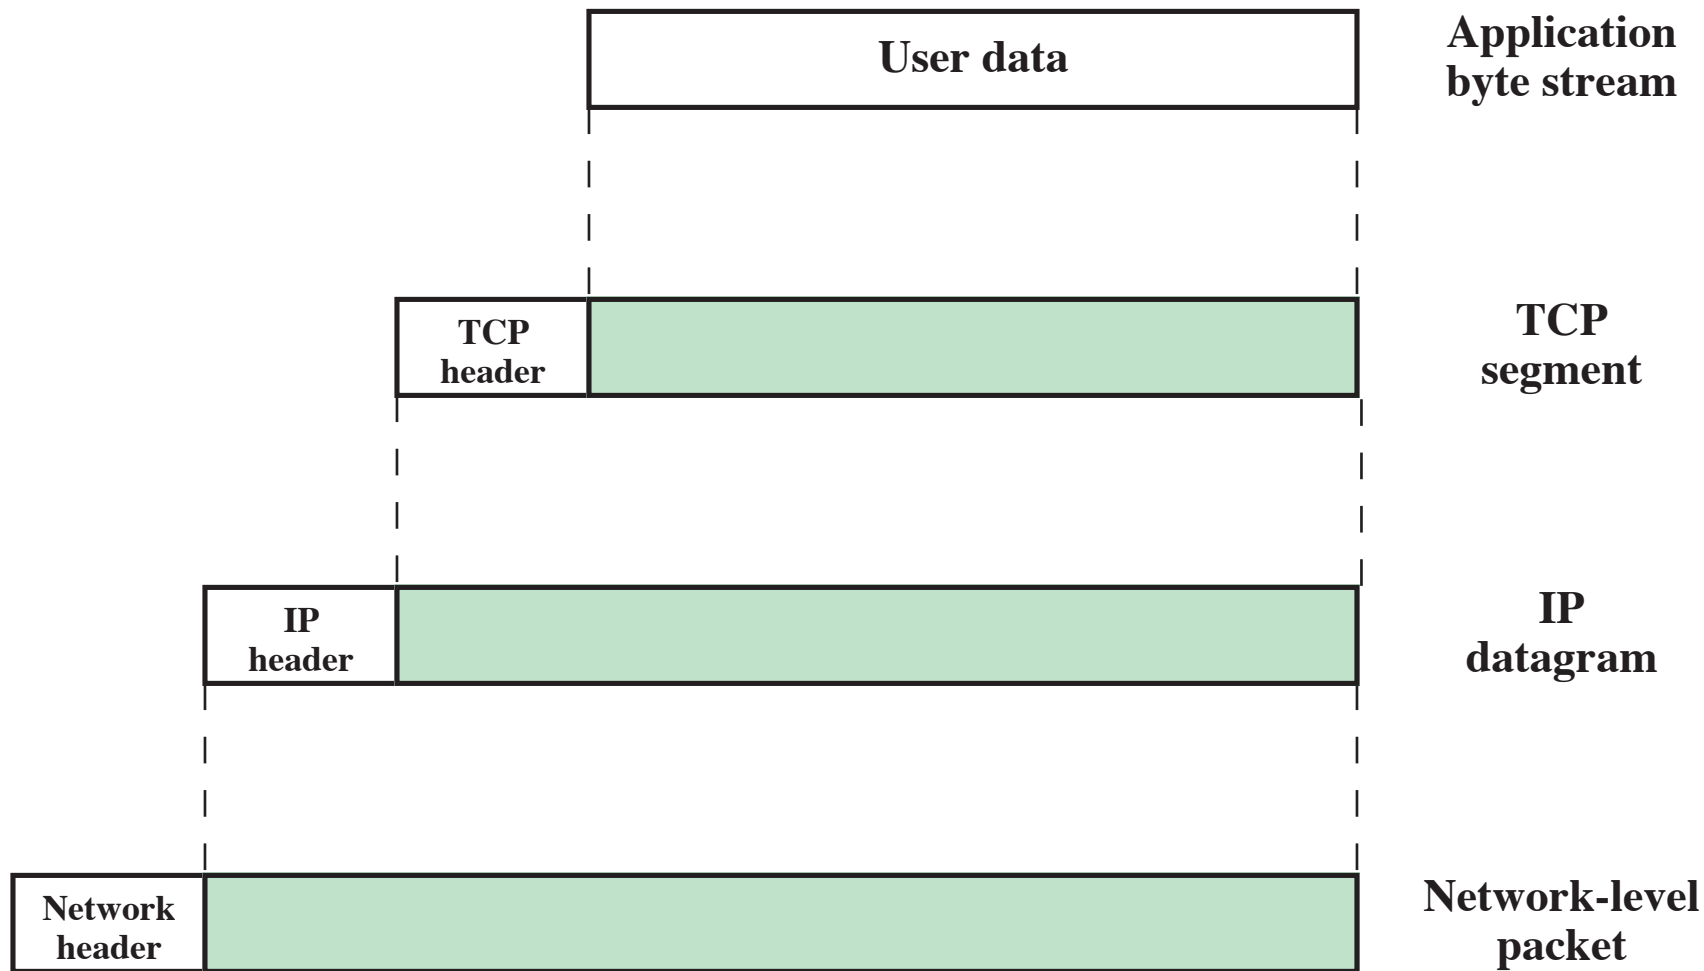 User data
Application
byte stream
TCP
header
TCP
segment
IP
header
IP
datagram
Network
header
Network-level
packet